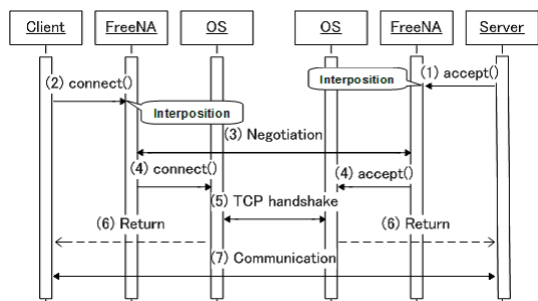 Client FreeNA OS OS FreeNA Server
(1) accept()
Interposition
(2) connect()
Interposition
(3) Negotiation
(4) connect() (4) accept()
(5) TCP handshake
(6) Return (6) Return
(7) Communication